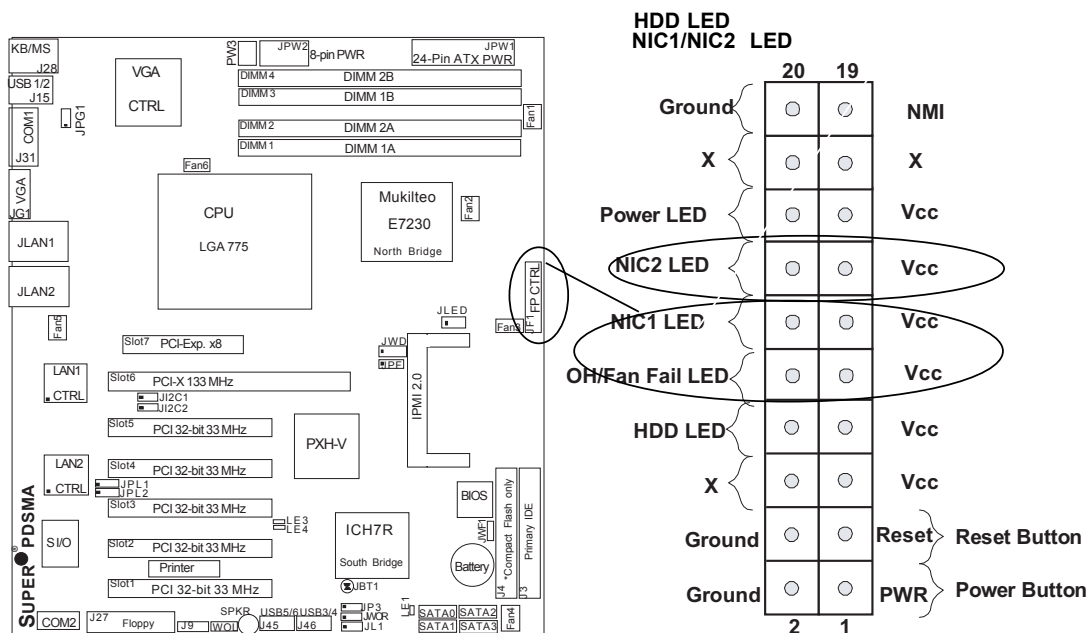 HDD LED
NIC1/NIC2 LED
KB/MS
J28
USB 1/2
J15
COM1
J31
VGA
JG1
JLAN1
JLAN2
Fan5
JPG1
VGA
CTRL
PW3
JPW2
8-pin PWR
JPW1
24-Pin ATX PWR
DIMM 4 DIMM 2B
DIMM 3 DIMM 1B
DIMM 2 DIMM 2A
DIMM 1 DIMM 1A
Fan1
Fan6
CPU
LGA 775
Mukilteo
E7230
North Bridge
Fan2
FP CTRL
JF1
Fan3
JLED
JWD
JPF
IPMI 2.0
Slot7 PCI-Exp. x8
LAN1
CTRL
Slot6 PCI-X 133 MHz
JI2C1
JI2C2
Slot5 PCI 32-bit 33 MHz
PXH-V
LAN2
CTRL
Slot4 PCI 32-bit 33 MHz
JPL1
JPL2
Slot3 PCI 32-bit 33 MHz
LE3
LE4
BIOS
JWF1
J4 *Compact Flash only
J3 Primary IDE
S I/O
Slot2 PCI 32-bit 33 MHz
Printer
Slot1 PCI 32-bit 33 MHz
ICH7R
South Bridge
Battery
JBT1
SUPER ® PDSMA
COM2
J27 Floppy
J9
WOL
SPKR
USB5/6
J45
USB3/4
J46
JP3
JWOR
JL1
LE1
SATA0
SATA1
SATA2
SATA3
Fan4
20 19
Ground NMI
X X
Power LED Vcc
NIC2 LED Vcc
NIC1 LED Vcc
OH/Fan Fail LED Vcc
HDD LED Vcc
X Vcc
Ground Reset Reset Button
Ground PWR Power Button
2 1